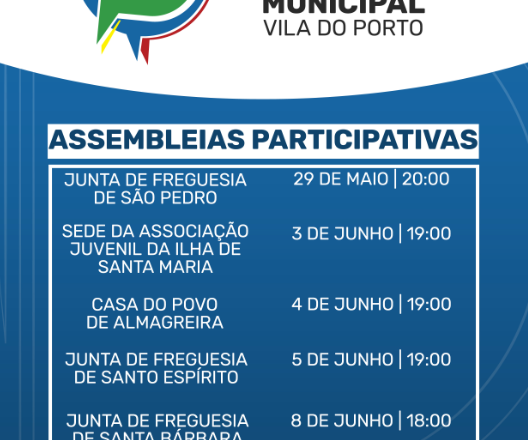 MUNICIPAL
VILA DO PORTO
ASSEMBLEIAS PARTICIPATIVAS
JUNTA DE FREGUESIA
DE SÃO PEDRO
29 DE MAIO | 20:00
SEDE DA ASSOCIAÇÃO
JUVENIL DA ILHA DE
SANTA MARIA
3 DE JUNHO | 19:00
CASA DO POVO
DE ALMAGREIRA
4 DE JUNHO | 19:00
JUNTA DE FREGUESIA
DE SANTO ESPÍRITO
5 DE JUNHO | 19:00
JUNTA DE FREGUESIA
DE SANTA BÁRBARA
8 DE JUNHO | 18:00